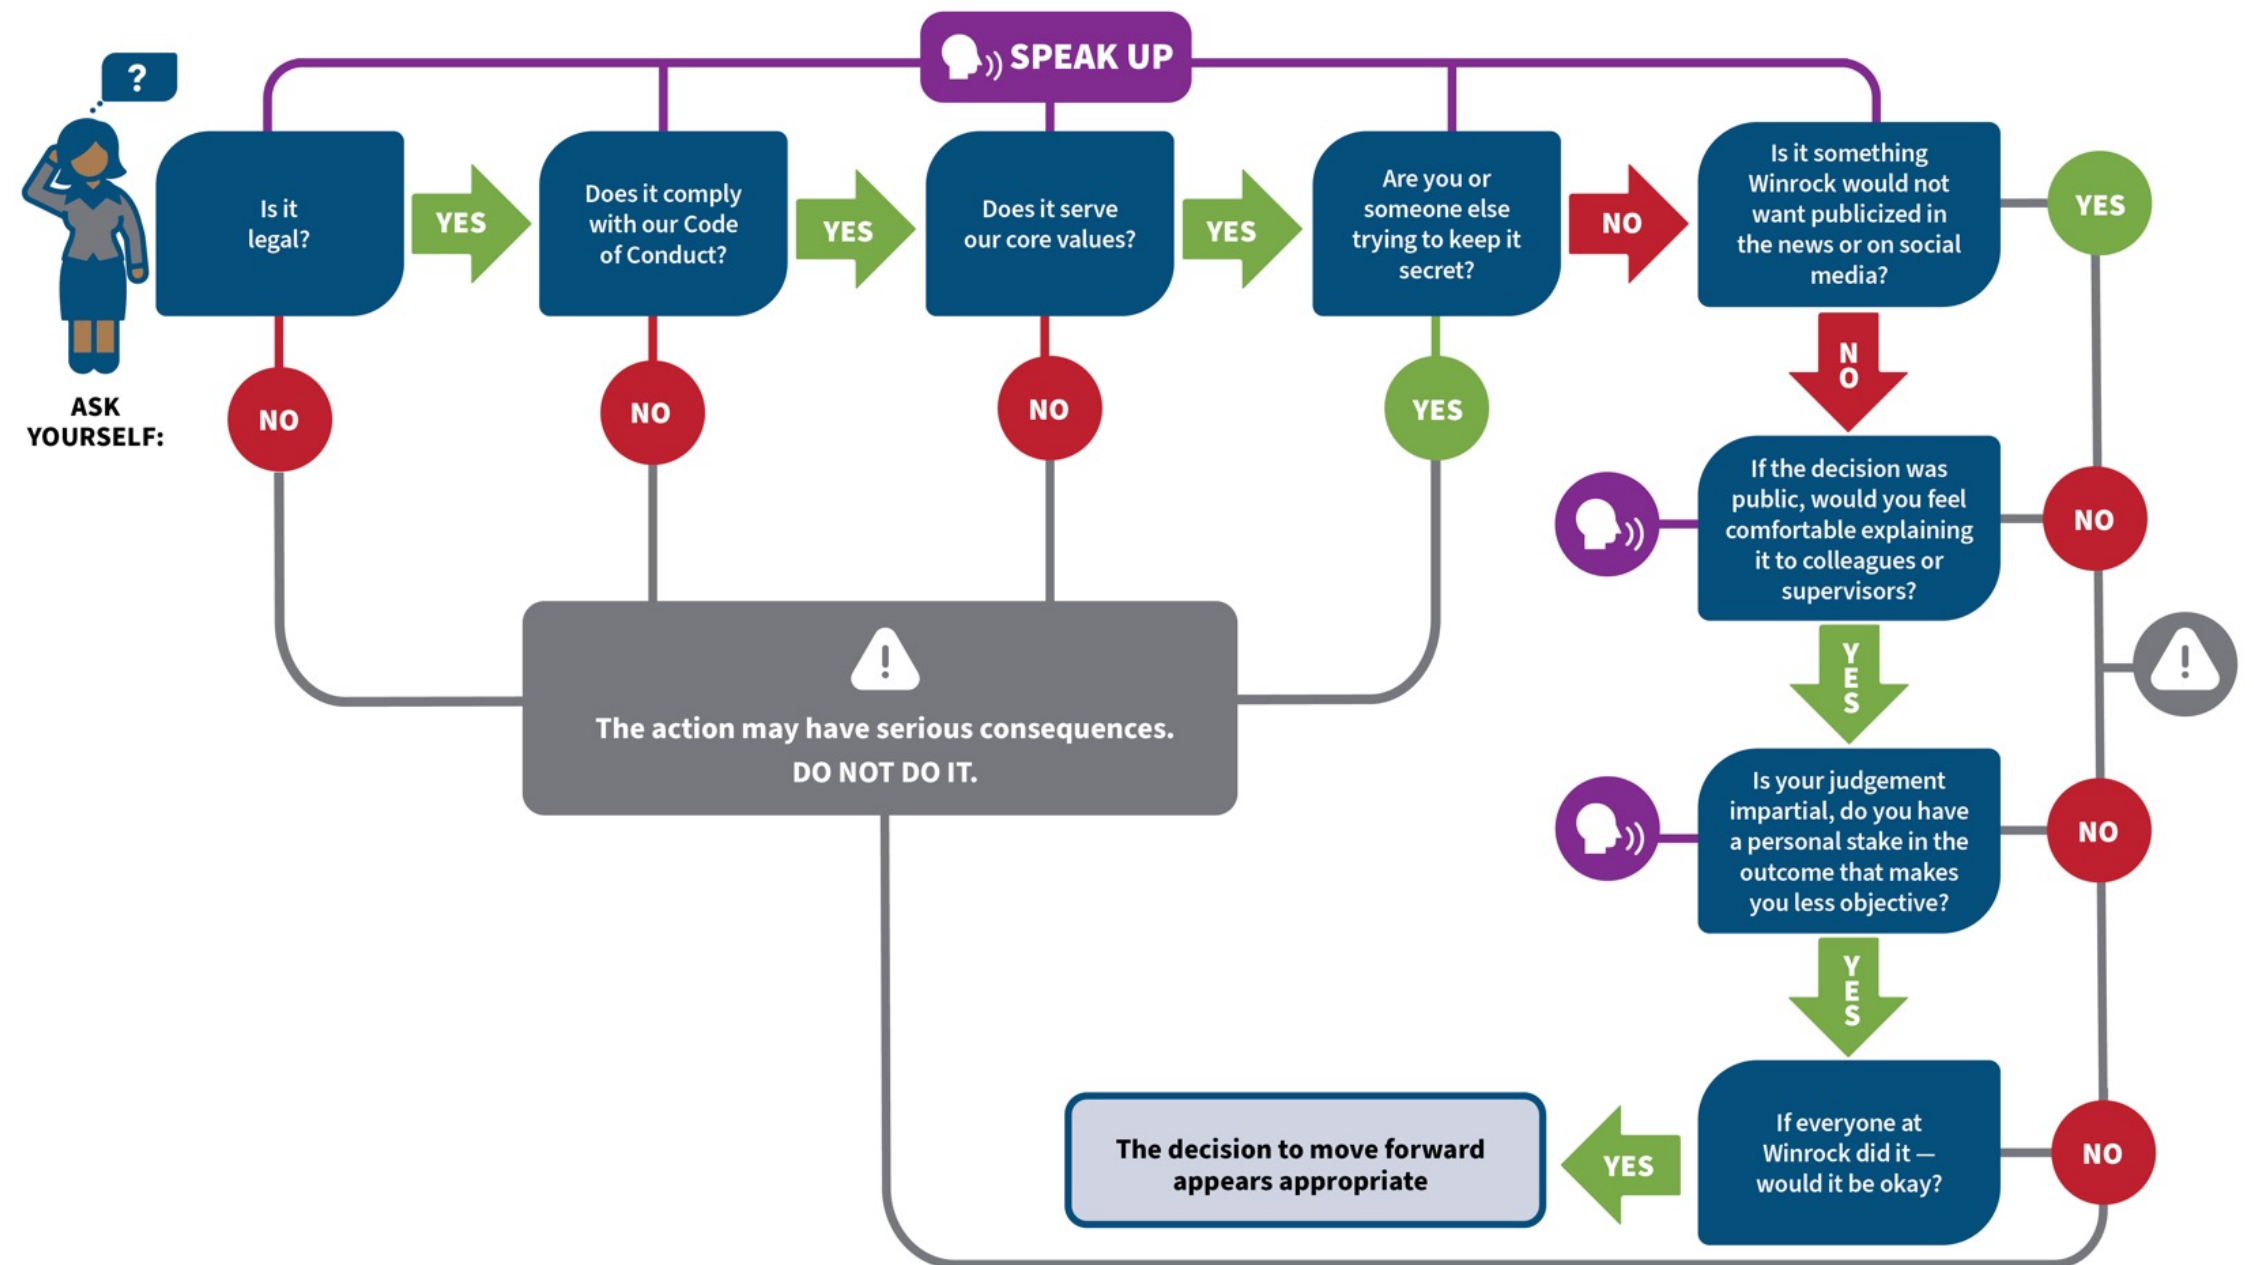 SPEAK UP
?
ASK
YOURSELF:
Is it
legal?
YES
NO
Does it comply
with our Code
of Conduct?
YES
NO
Does it serve
our core values?
YES
NO
Are you or
someone else
trying to keep it
secret?
NO
YES
Is it something
Winrock would not
want publicized in
the news or on social
media?
YES
NO
If the decision was
public, would you feel
comfortable explaining
it to colleagues or
supervisors?
NO
YES
Is your judgement
impartial, do you have
a personal stake in the
outcome that makes
you less objective?
NO
YES
If everyone at
Winrock did it —
would it be okay?
NO
YES
The decision to move forward
appears appropriate
!
The action may have serious consequences.
DO NOT DO IT.
!